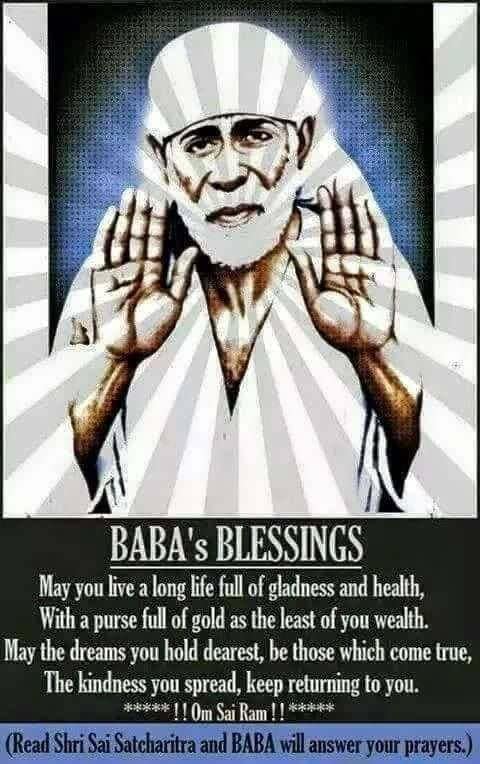 BABA's BLESSINGS
May you live a long life full of gladness and health,
With a purse full of gold as the least of you wealth.
May the dreams you hold dearest, be those which come true,
The kindness you spread, keep returning to you.
***** ! ! Om Sai Ram ! ! *****
(Read Shri Sai Satcharitra and BABA will answer your prayers.)